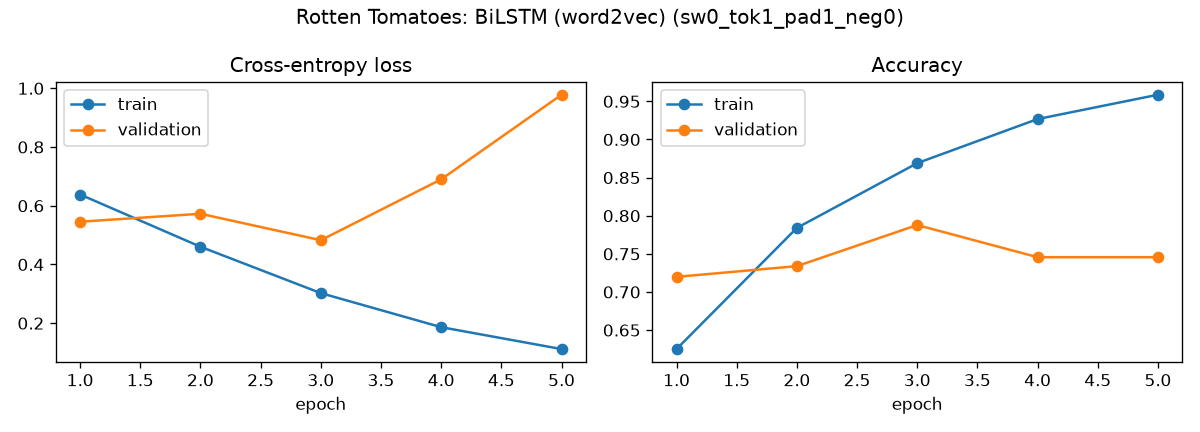 Rotten Tomatoes: BiLSTM (word2vec) (sw0_tok1_pad1_neg0)
Cross-entropy loss
train
validation
1.0
0.8
0.6
0.4
0.2
1.0 1.5 2.0 2.5 3.0 3.5 4.0 4.5 5.0
epoch
Accuracy
train
validation
0.95
0.90
0.85
0.80
0.75
0.70
0.65
1.0 1.5 2.0 2.5 3.0 3.5 4.0 4.5 5.0
epoch